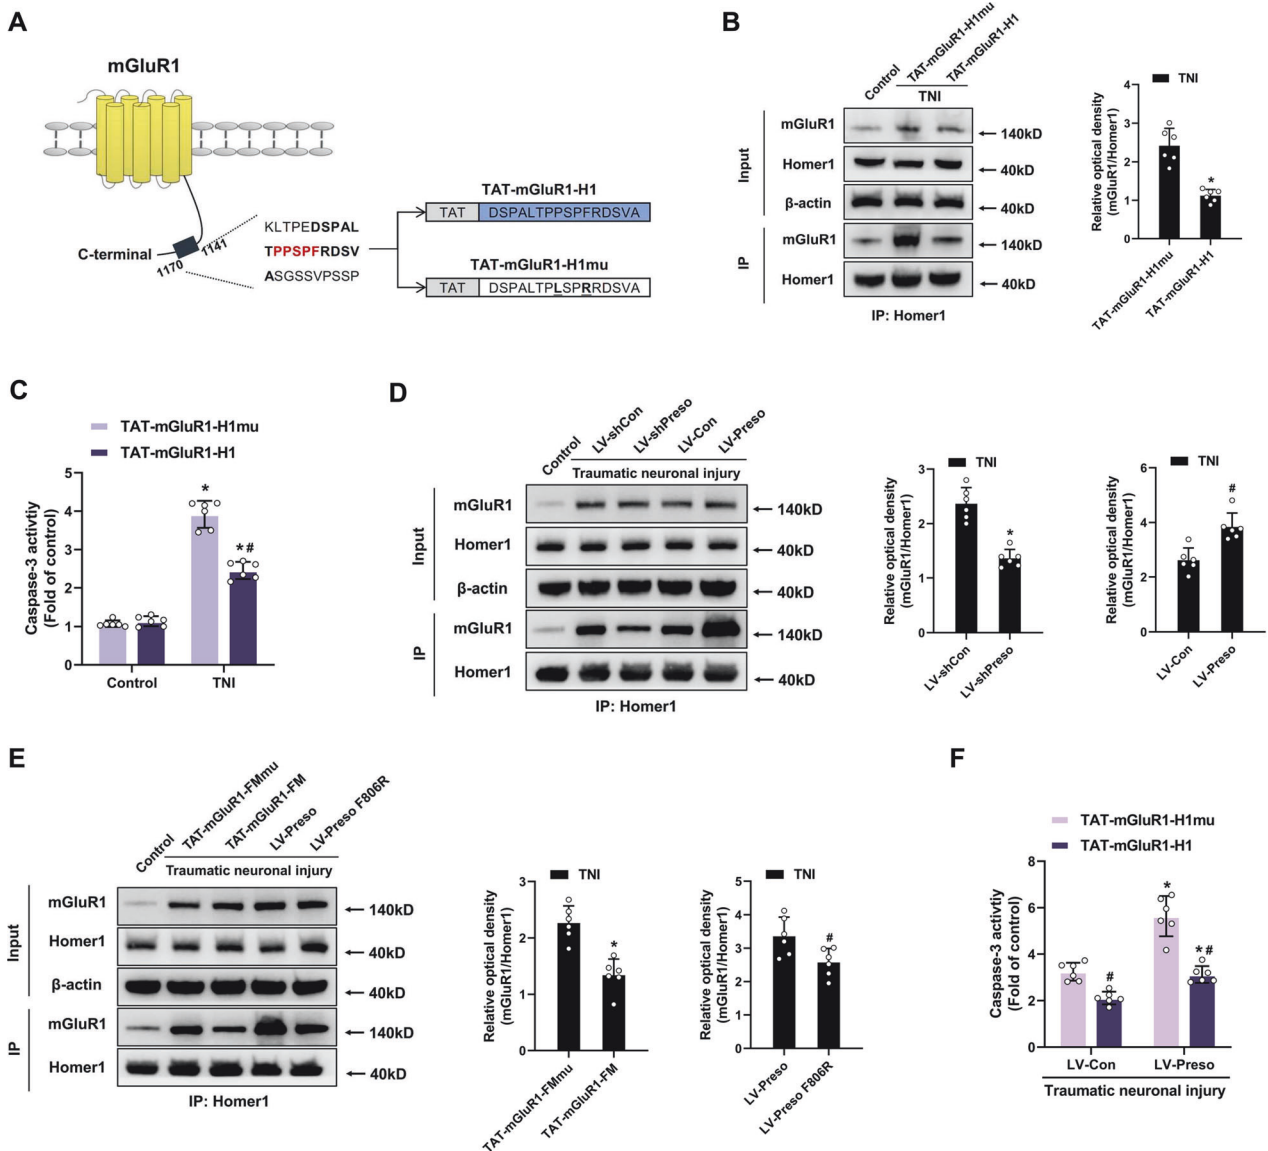 A
mGluR1
C-terminal
1170
1141
KLTPEDSPAL
TPPSPFRDSV
ASGSSVPSSP
TAT-mGluR1-H1
TAT DSPALTPPSPFRDSVA
TAT-mGluR1-H1mu
TAT DSPALTPLSPRRDSVA
B
Control
TAT-mGluR1-H1mu
TAT-mGluR1-H1
TNI
Input
mGluR1
140kD
Homer1
40kD
β-actin
40kD
IP
mGluR1
140kD
Homer1
40kD
IP: Homer1
TNI
Relative optical density
(mGluR1/Homer1)
4
3
2
1
0
*
TAT-mGluR1-H1mu
TAT-mGluR1-H1
C
TAT-mGluR1-H1mu
TAT-mGluR1-H1
Caspase-3 activtiy
(Fold of control)
5
4
3
2
1
0
*
*#
Control
TNI
D
Control
LV-shCon
LV-shPreso
LV-Con
LV-Preso
Traumatic neuronal injury
Input
mGluR1
140kD
Homer1
40kD
β-actin
40kD
IP
mGluR1
140kD
Homer1
40kD
IP: Homer1
TNI
Relative optical density
(mGluR1/Homer1)
3
2
1
0
*
LV-shCon
LV-shPreso
TNI
Relative optical density
(mGluR1/Homer1)
6
4
2
0
#
LV-Con
LV-Preso
E
Control
TAT-mGluR1-FMmu
TAT-mGluR1-FM
LV-Preso
LV-Preso F806R
Traumatic neuronal injury
Input
mGluR1
140kD
Homer1
40kD
β-actin
40kD
IP
mGluR1
140kD
Homer1
40kD
IP: Homer1
TNI
Relative optical density
(mGluR1/Homer1)
3
2
1
0
*
TAT-mGluR1-FMmu
TAT-mGluR1-FM
TNI
Relative optical density
(mGluR1/Homer1)
5
4
3
2
1
0
#
LV-Preso
LV-Preso F806R
F
TAT-mGluR1-H1mu
TAT-mGluR1-H1
Caspase-3 activtiy
(Fold of control)
8
6
4
2
0
#
*
*#
LV-Con
LV-Preso
Traumatic neuronal injury